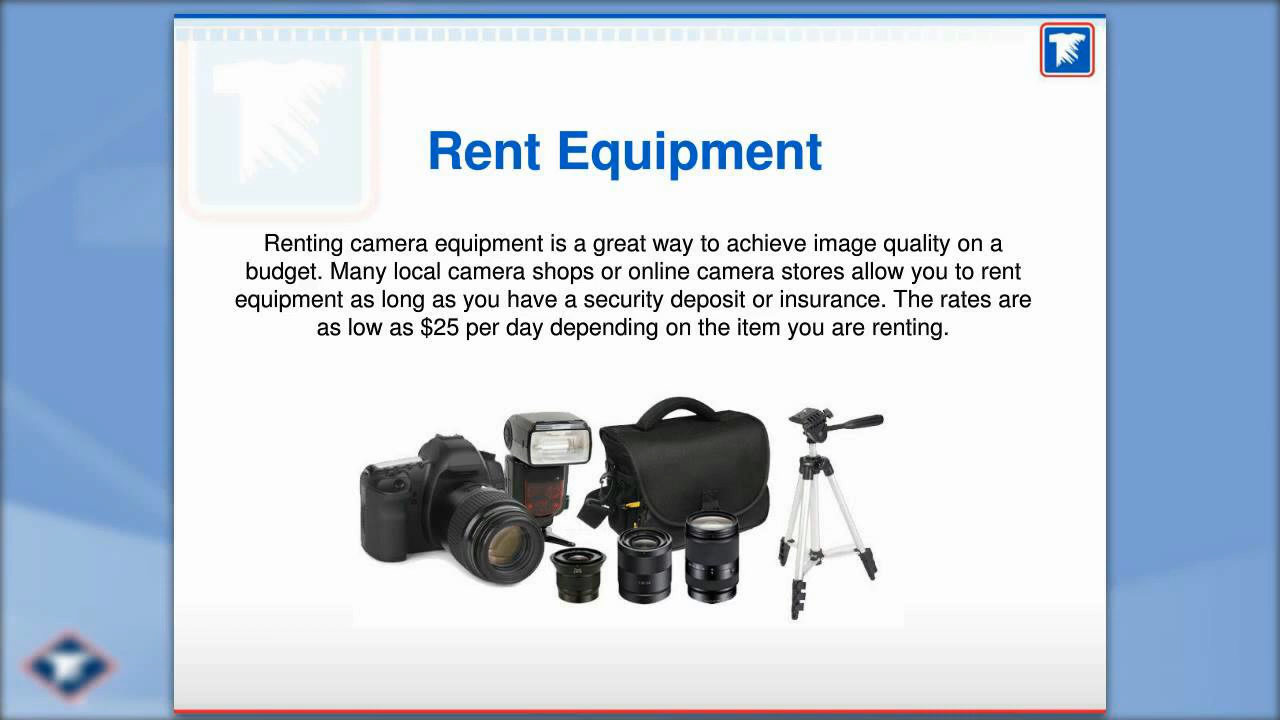 Rent Equipment
Renting camera equipment is a great way to achieve image quality on a
budget. Many local camera shops or online camera stores allow you to rent
equipment as long as you have a security deposit or insurance. The rates are
as low as $25 per day depending on the item you are renting.